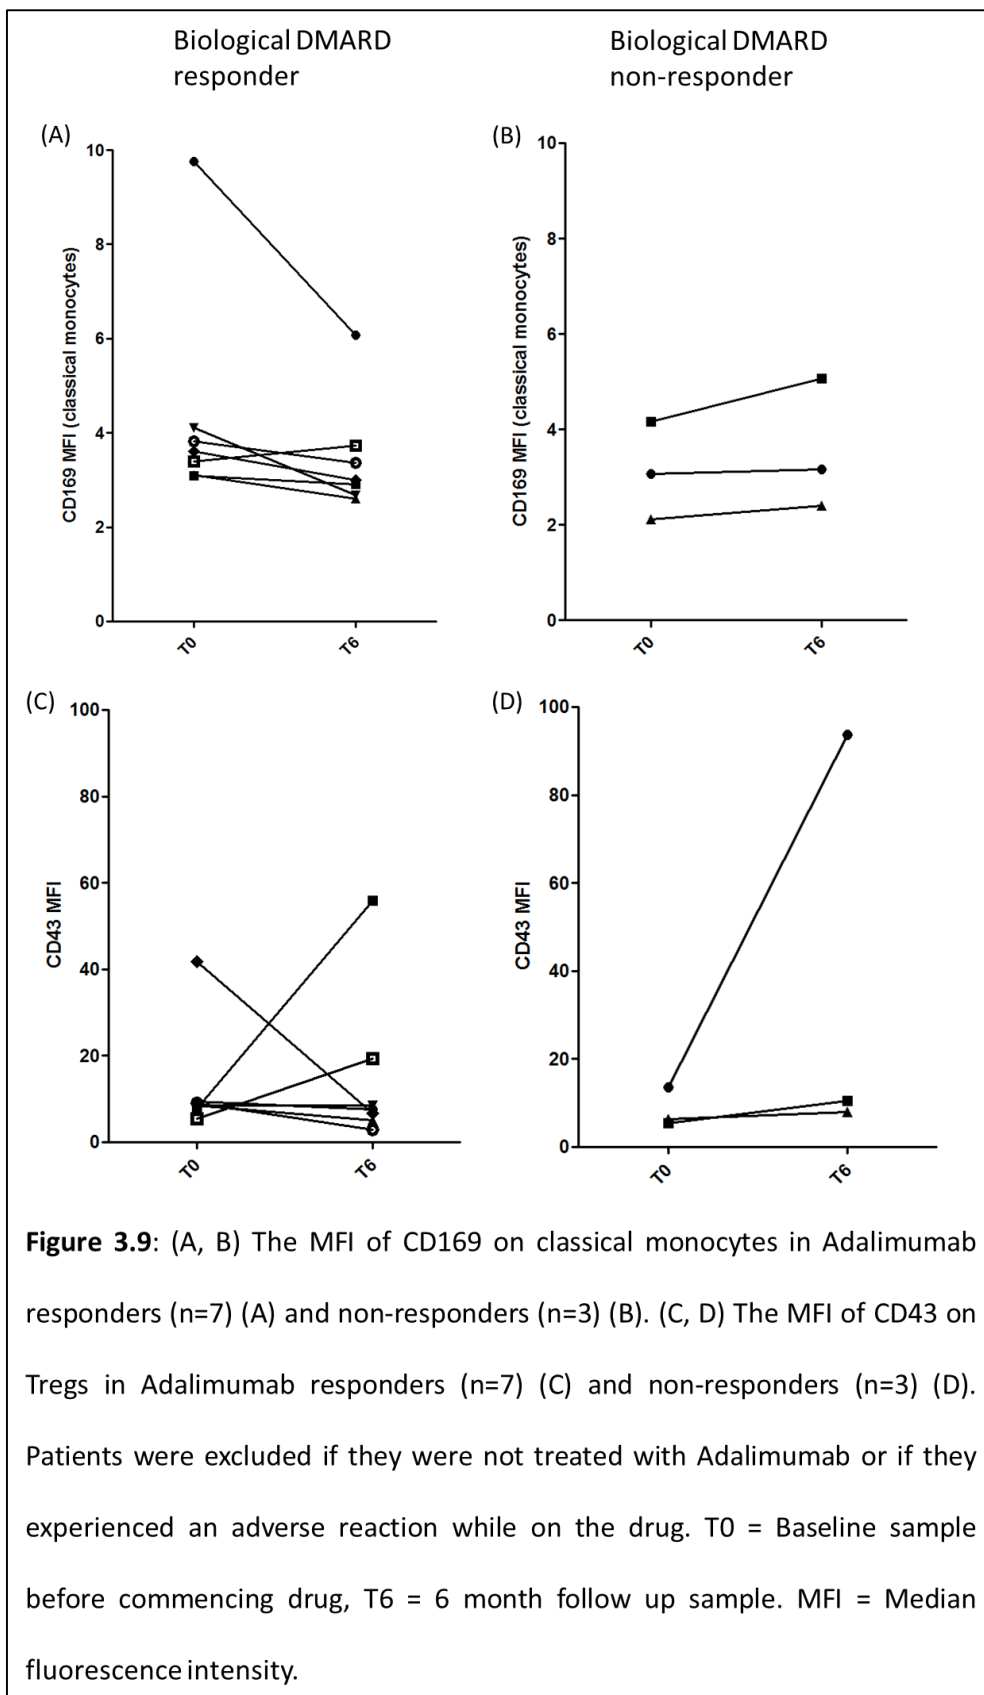 Biological DMARD
responder
Biological DMARD
non-responder
(A)
10
8
6
4
2
0
CD169 MFI (classical monocytes)
T0
T6
(B)
10
8
6
4
2
0
CD169 MFI (classical monocytes)
T0
T6
(C)
100
80
60
40
20
0
CD43 MFI
T0
T6
(D)
100
80
60
40
20
0
CD43 MFI
T0
T6
Figure 3.9: (A, B) The MFI of CD169 on classical monocytes in Adalimumab
responders (n=7) (A) and non-responders (n=3) (B). (C, D) The MFI of CD43 on
Tregs in Adalimumab responders (n=7) (C) and non-responders (n=3) (D).
Patients were excluded if they were not treated with Adalimumab or if they
experienced an adverse reaction while on the drug. T0 = Baseline sample
before commencing drug, T6 = 6 month follow up sample. MFI = Median
fluorescence intensity.